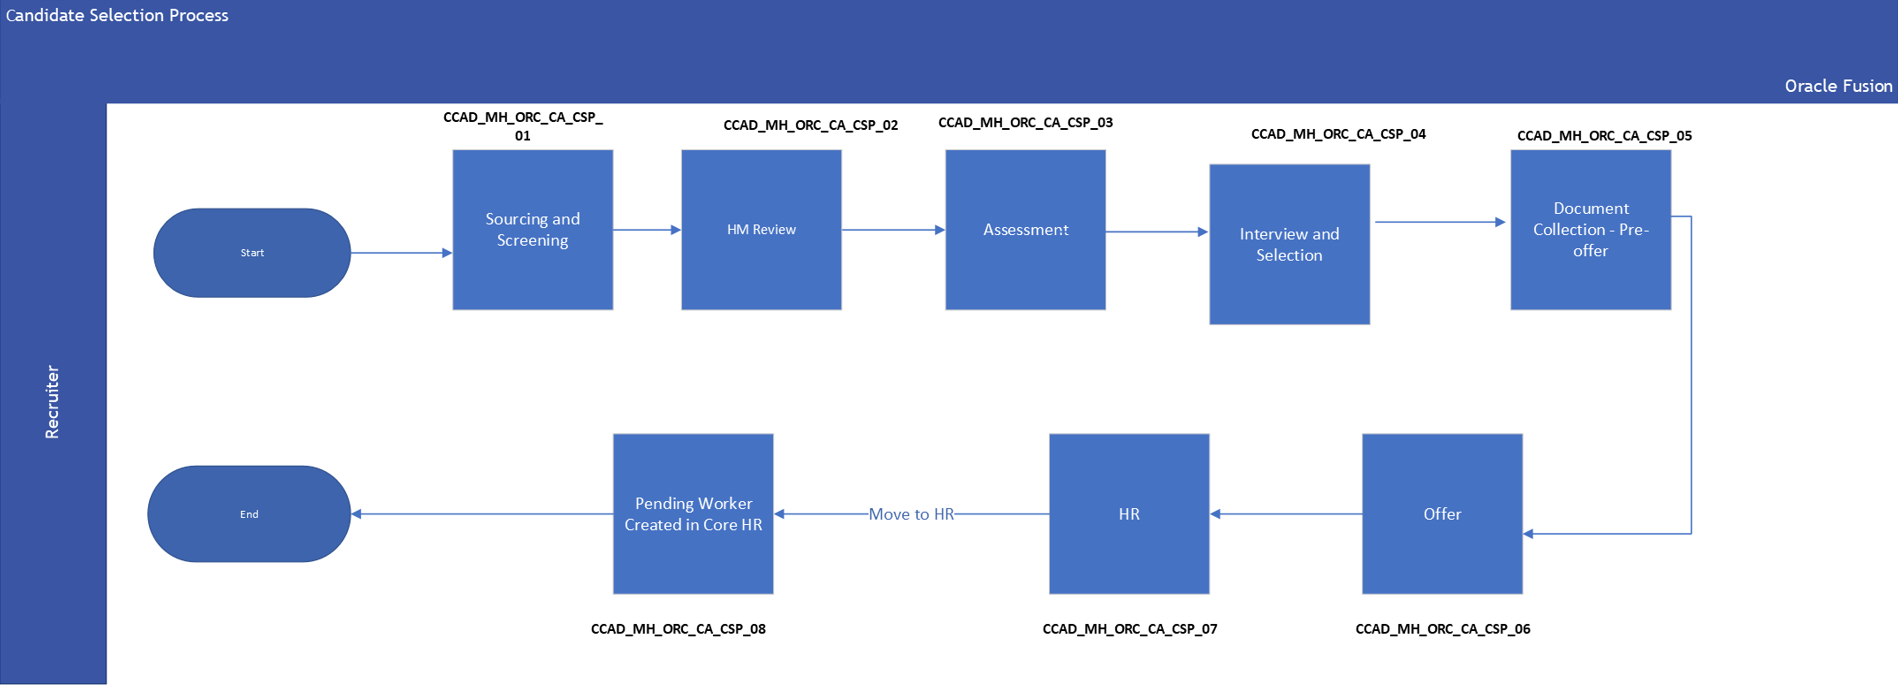 Candidate Selection Process
Oracle Fusion
Recruiter
CCAD_MH_ORC_CA_CSP_
01
CCAD_MH_ORC_CA_CSP_02
CCAD_MH_ORC_CA_CSP_03
CCAD_MH_ORC_CA_CSP_04
CCAD_MH_ORC_CA_CSP_05
Start
Sourcing and
Screening
HM Review
Assessment
Interview and
Selection
Document
Collection - Pre-
offer
Offer
HR
Move to HR
Pending Worker
Created in Core HR
End
CCAD_MH_ORC_CA_CSP_08
CCAD_MH_ORC_CA_CSP_07
CCAD_MH_ORC_CA_CSP_06